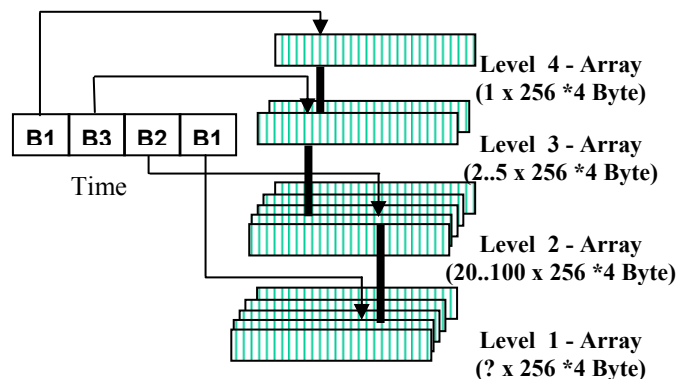 Level 4 - Array
(1 x 256 *4 Byte)
B1 B3 B2 B1
Level 3 - Array
(2..5 x 256 *4 Byte)
Time
Level 2 - Array
(20..100 x 256 *4 Byte)
Level 1 - Array
(? x 256 *4 Byte)